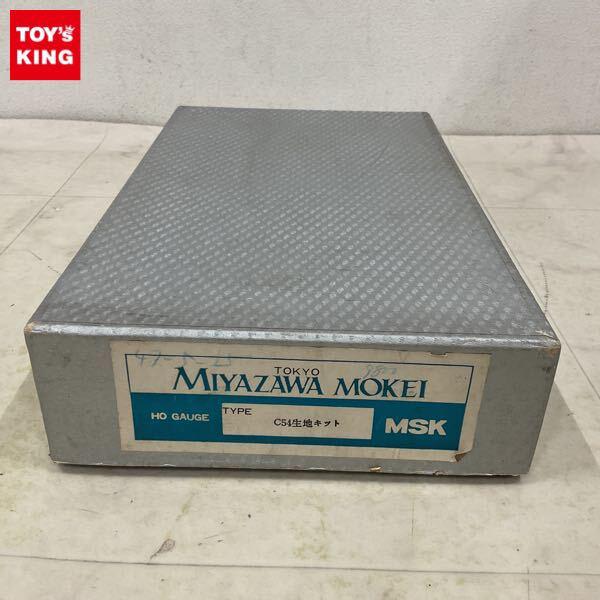 TOY's
KING
TOKYO
MIYAZAWA MOKEI
HO GAUGE
TYPE
C54生地キット
MSK